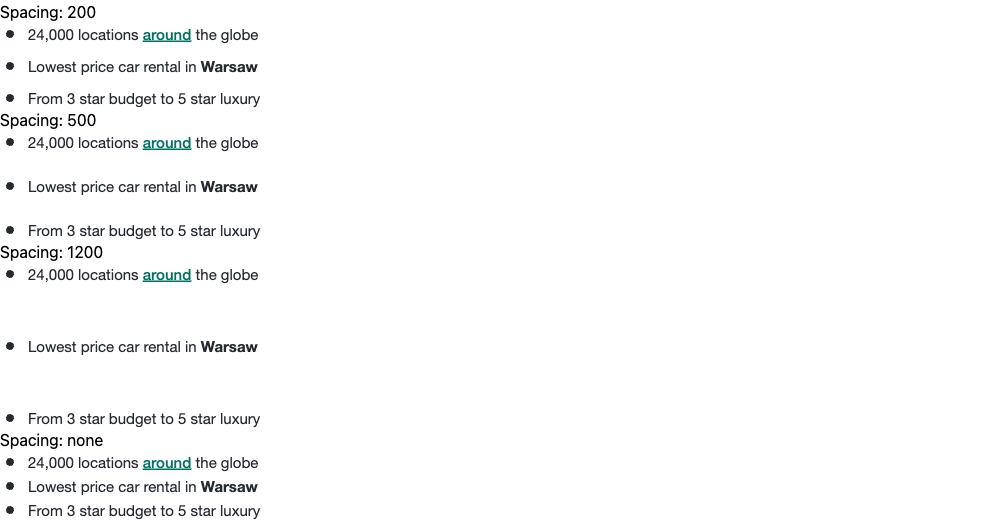 Spacing: 200
• 24,000 locations around the globe
• Lowest price car rental in Warsaw
• From 3 star budget to 5 star luxury
Spacing: 500
• 24,000 locations around the globe
• Lowest price car rental in Warsaw
• From 3 star budget to 5 star luxury
Spacing: 1200
• 24,000 locations around the globe
• Lowest price car rental in Warsaw
• From 3 star budget to 5 star luxury
Spacing: none
• 24,000 locations around the globe
• Lowest price car rental in Warsaw
• From 3 star budget to 5 star luxury